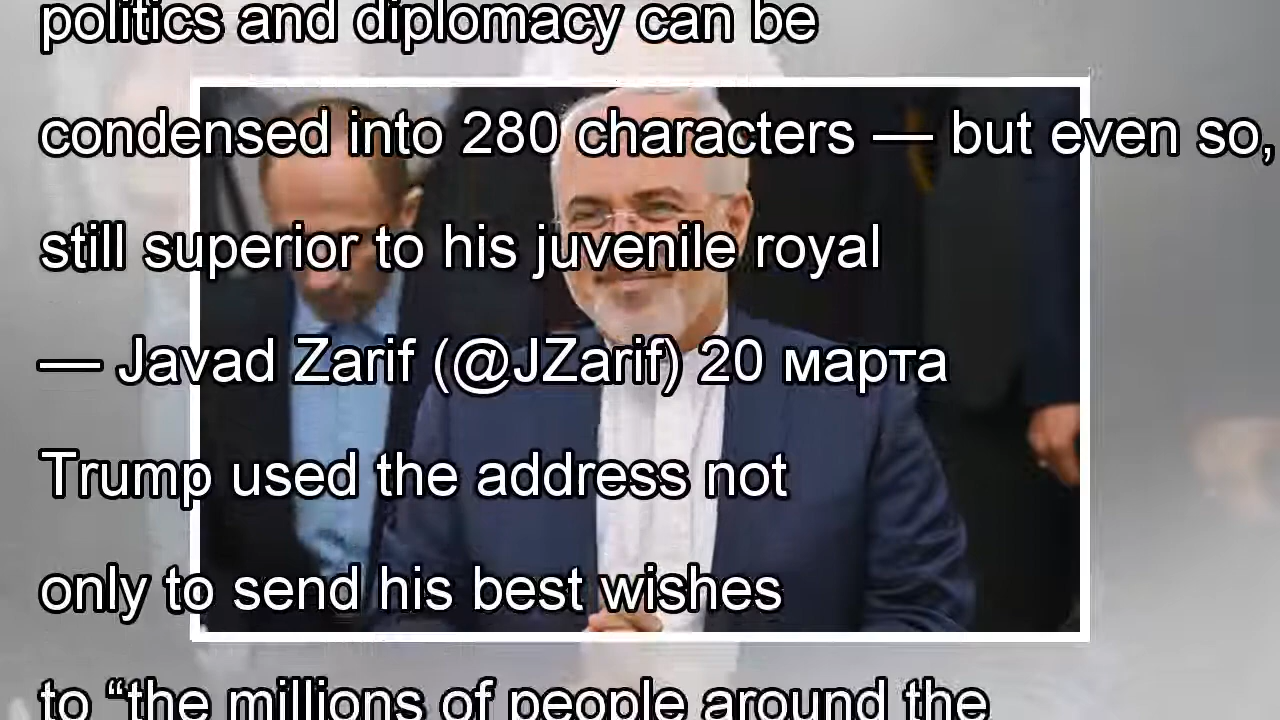 politics and diplomacy can be
condensed into 280 characters — but even so,
still superior to his juvenile royal
— Javad Zarif (@JZarif) 20 марта
Trump used the address not
only to send his best wishes
to “the millions of people around the